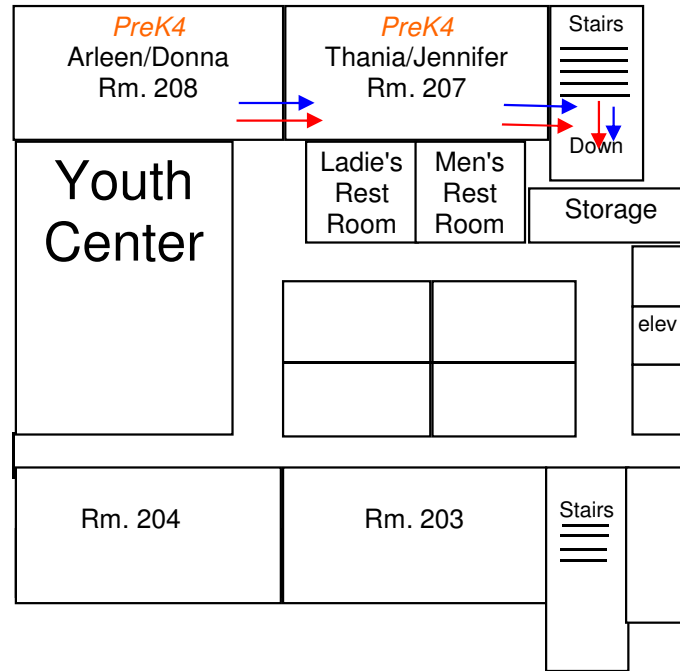 PreK4
Arleen/Donna
Rm. 208
PreK4
Thania/Jennifer
Rm. 207
Stairs
Down
Youth
Center
Ladie's
Rest
Room
Men's
Rest
Room
Storage
elev
Rm. 204
Rm. 203
Stairs